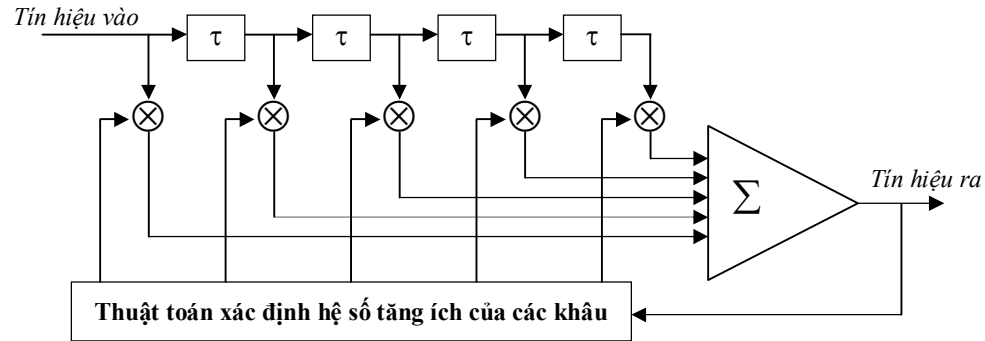 Tín hiệu vào
τ τ τ τ
Σ
Tín hiệu ra
Thuật toán xác định hệ số tăng ích của các khâu